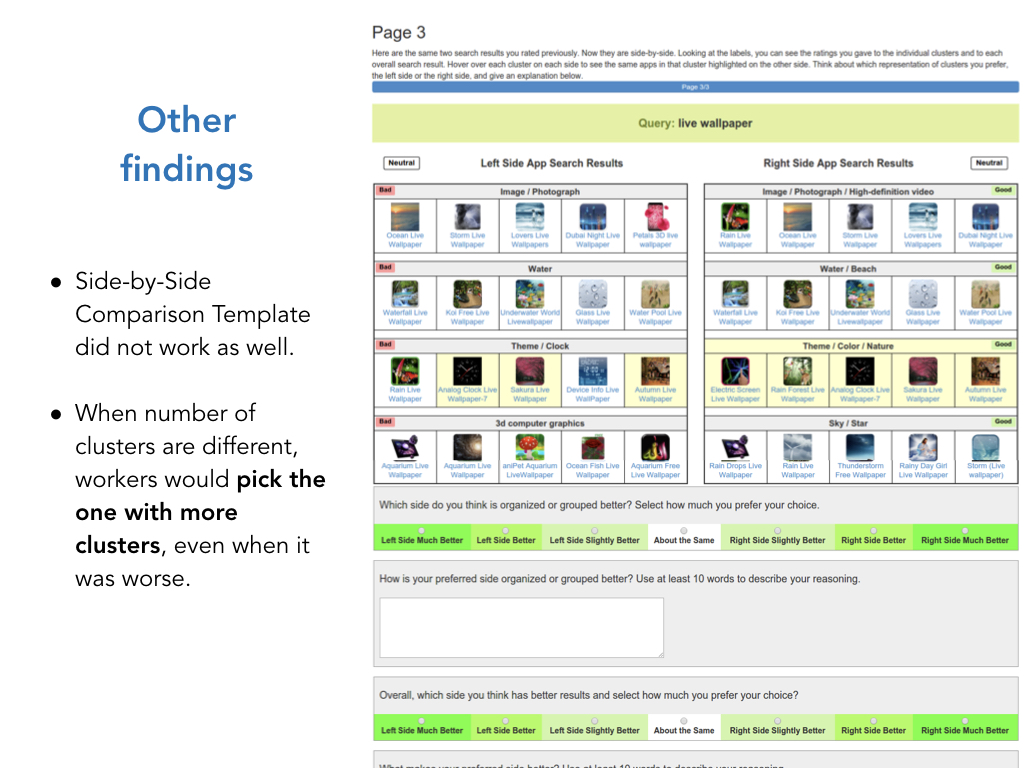 Other
findings
● Side-by-Side
Comparison Template
did not work as well.
● When number of
clusters are different,
workers would pick the
one with more
clusters, even when it
was worse.
Page 3
Here are the same two search results you rated previously. Now they are side-by-side. Looking at the labels, you can see the ratings you gave to the individual clusters and to each
overall search result. Hover over each cluster on each side to see the same apps in that cluster highlighted on the other side. Think about which representation of clusters you prefer,
the left side or the right side, and give an explanation below.
Page 3/3
Query: live wallpaper
Neutral Left Side App Search Results
Bad Image / Photograph
Ocean Live Storm Live Lovers Live Dubai Night Live Petals 3D live
Wallpaper Wallpaper Wallpapers Wallpaper wallpaper
Bad Water
Waterfall Live Koi Free Live Underwater World Glass Live Water Pool Live
Wallpaper Wallpaper Livewallpaper Wallpaper Wallpaper
Bad Theme / Clock
Rain Live Analog Clock Live Sakura Live Device Info Live Autumn Live
Wallpaper Wallpaper-7 Wallpaper WallPaper Wallpaper
Bad 3d computer graphics
Aquarium Live Aquarium Live aniPet Aquarium Ocean Fish Live Aquarium Free
Wallpaper Wallpaper LiveWallpaper Wallpaper Live Wallpaper
Right Side App Search Results Neutral
Image / Photograph / High-definition video Good
Rain Live Ocean Live Storm Live Lovers Live Dubai Night Live
Wallpaper Wallpaper Wallpaper Wallpapers Wallpaper
Water / Beach Good
Waterfall Live Koi Free Live Underwater World Glass Live Water Pool Live
Wallpaper Wallpaper Livewallpaper Wallpaper Wallpaper
Theme / Color / Nature Good
Electric Screen Rain Forest Live Analog Clock Live Sakura Live Autumn Live
Live Wallpaper Wallpaper Wallpaper-7 Wallpaper Wallpaper
Sky / Star Good
Rain Drops Live Rain Live Thunderstorm Rainy Day Girl Storm (Live
Wallpaper Wallpaper Free Wallpaper Live Wallpaper wallpaper)
Which side do you think is organized or grouped better? Select how much you prefer your choice.
Left Side Much Better Left Side Better Left Side Slightly Better About the Same Right Side Slightly Better Right Side Better Right Side Much Better
How is your preferred side organized or grouped better? Use at least 10 words to describe your reasoning.
Overall, which side you think has better results and select how much you prefer your choice?
Left Side Much Better Left Side Better Left Side Slightly Better About the Same Right Side Slightly Better Right Side Better Right Side Much Better
What makes your preferred side better? Use at least 10 words to describe your reasoning.